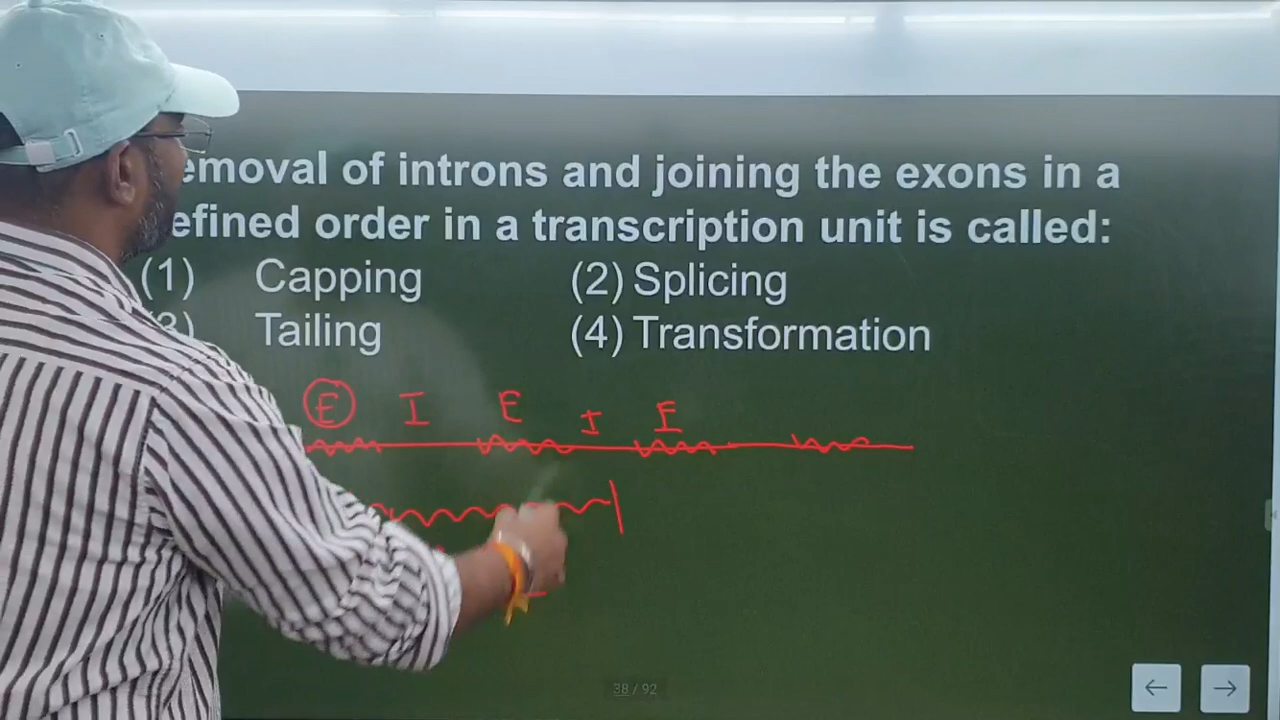 emoval of introns and joining the exons in a
efined order in a transcription unit is called:
(1) Capping (2) Splicing
(3) Tailing (4) Transformation
E I E I E
38 / 92